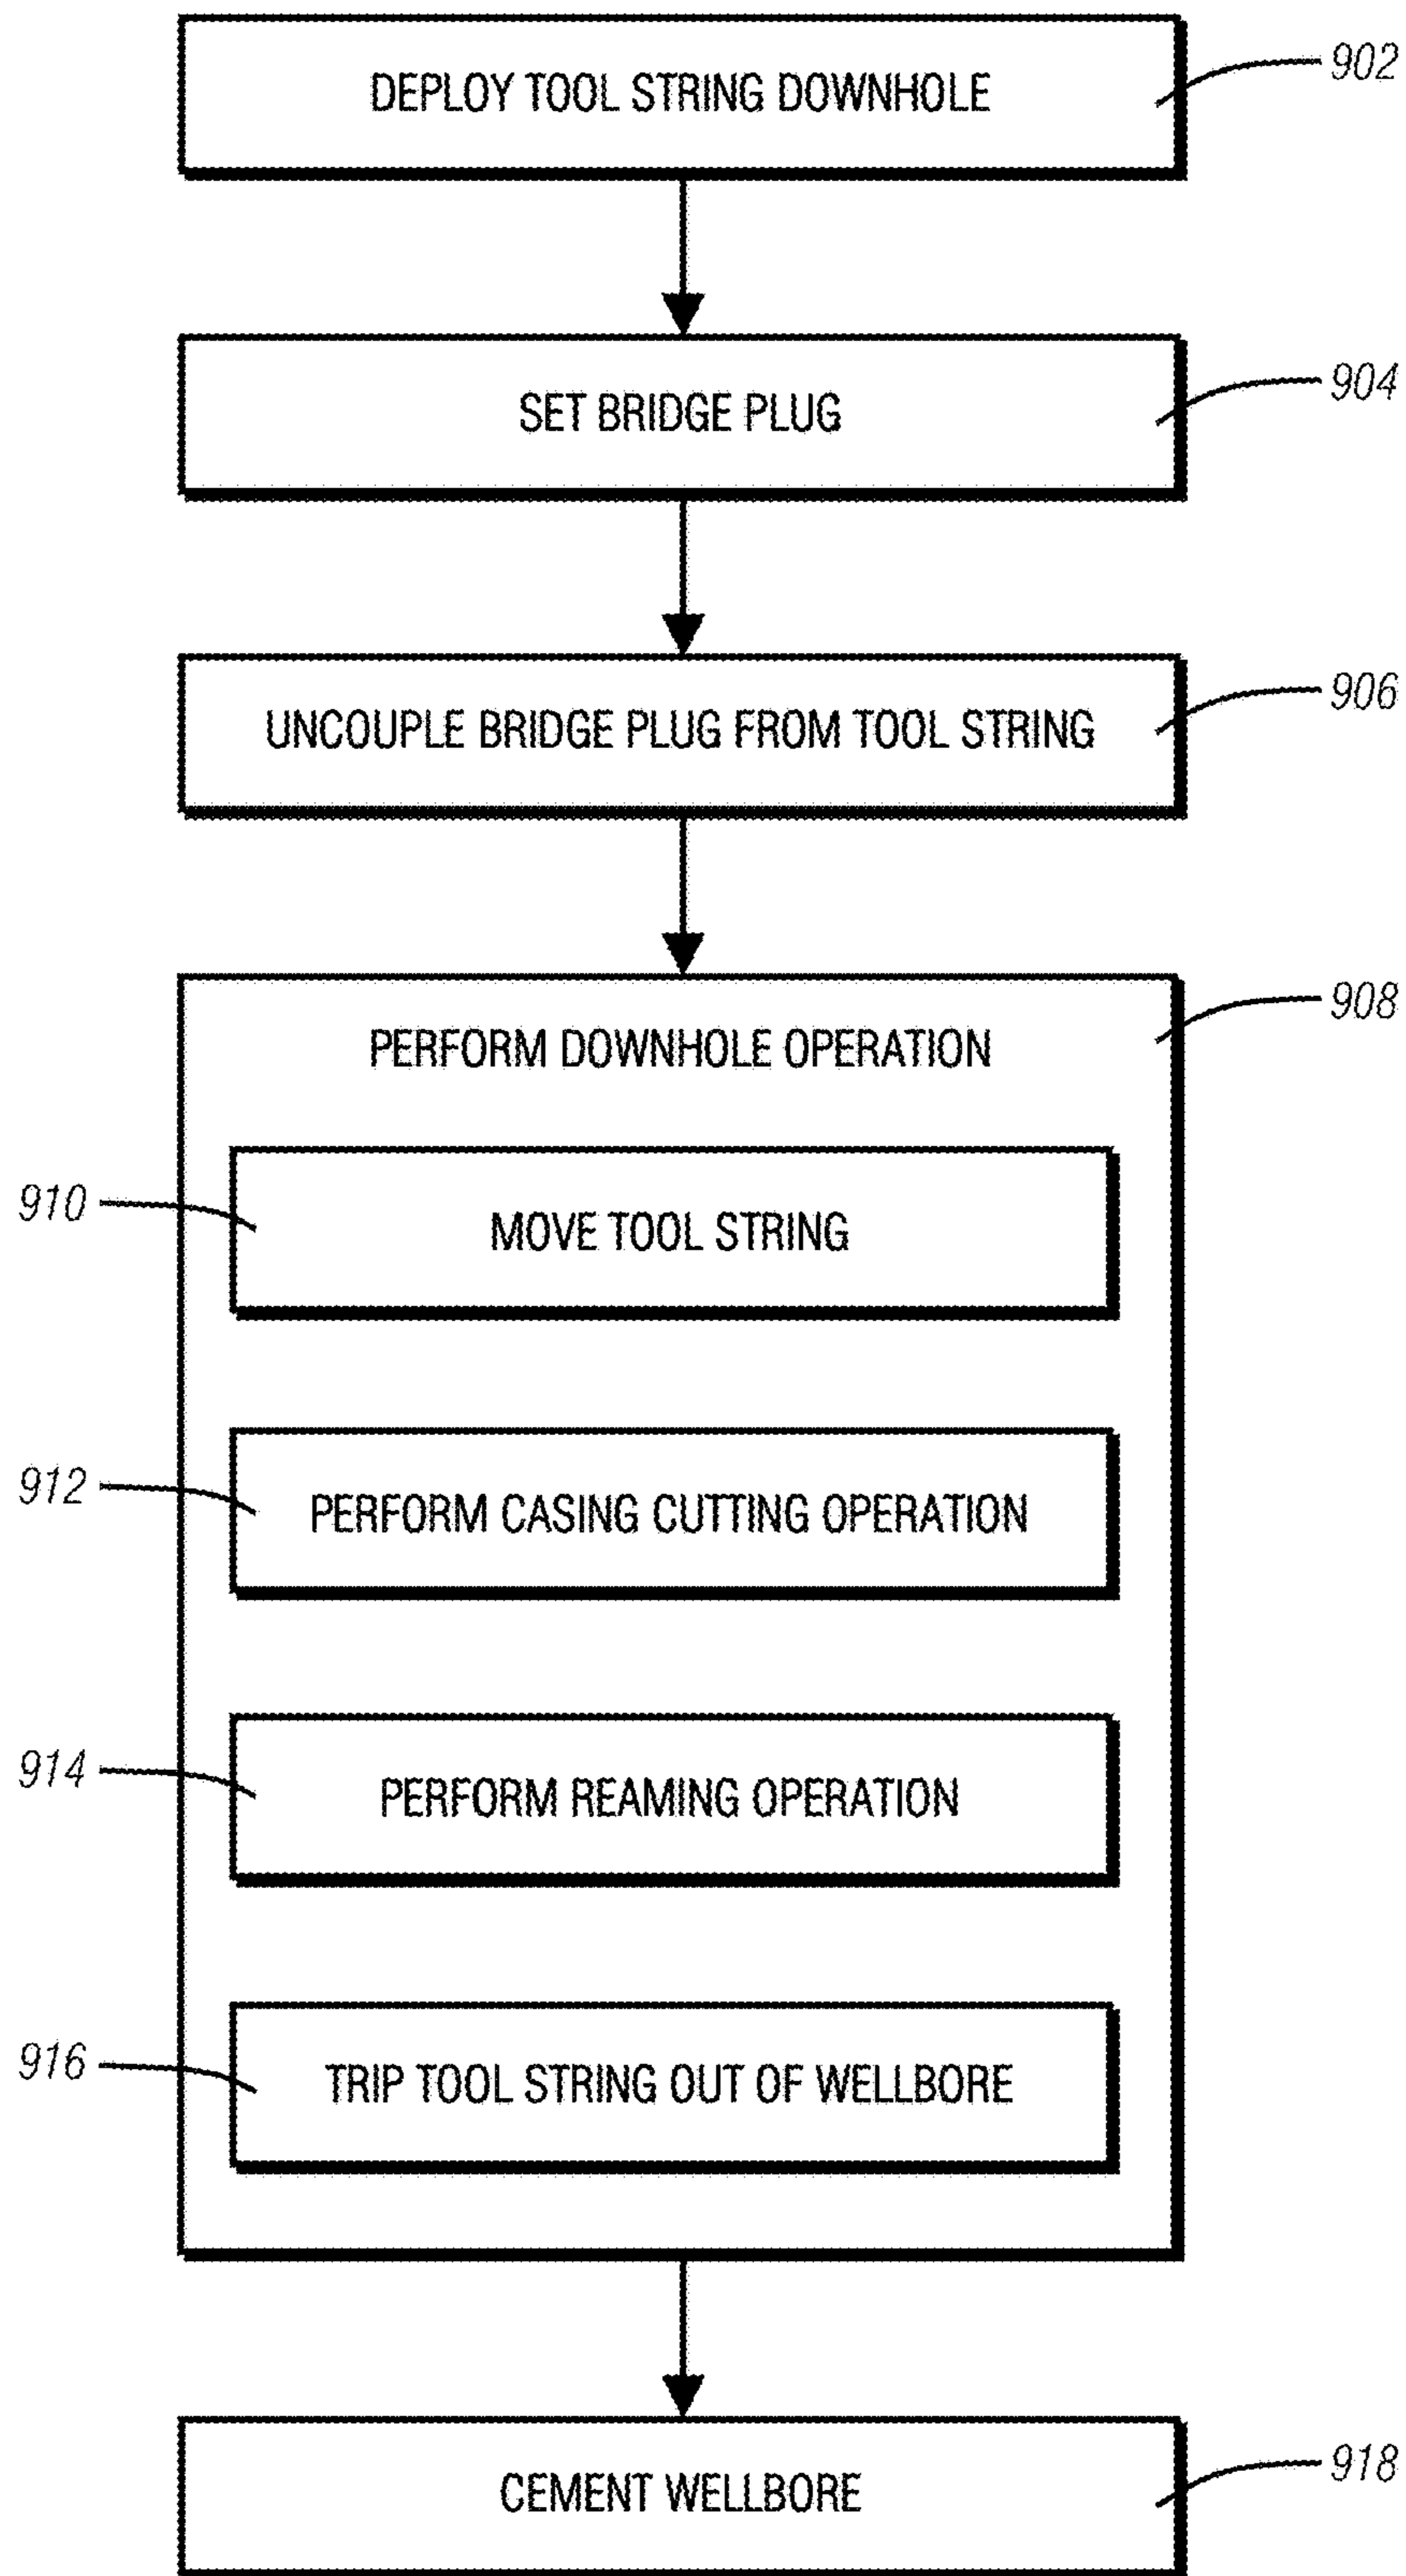 DEPLOY TOOL STRING DOWNHOLE
902
SET BRIDGE PLUG
904
UNCOUPLE BRIDGE PLUG FROM TOOL STRING
906
PERFORM DOWNHOLE OPERATION
908
910
MOVE TOOL STRING
912
PERFORM CASING CUTTING OPERATION
914
PERFORM REAMING OPERATION
916
TRIP TOOL STRING OUT OF WELLBORE
CEMENT WELLBORE
918